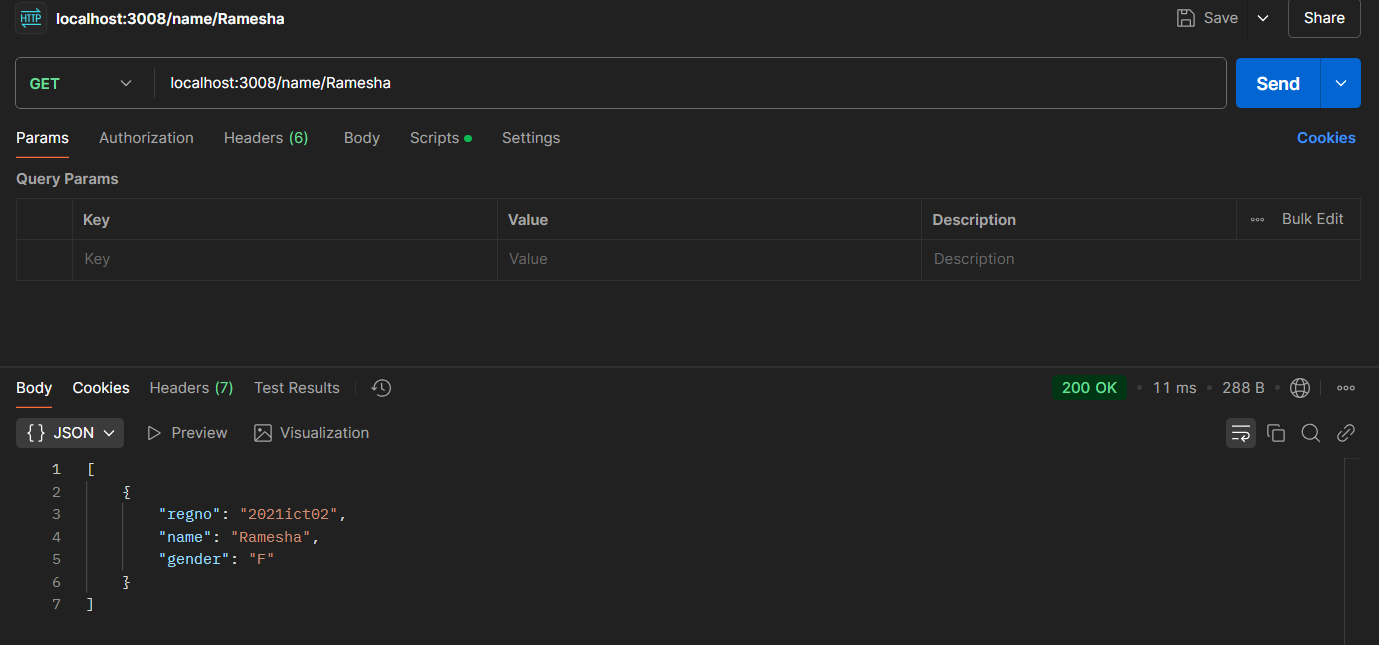 HTTP localhost:3008/name/Ramesha Save Share
GET localhost:3008/name/Ramesha Send
Params Authorization Headers (6) Body Scripts Settings Cookies
Query Params
Key Value Description Bulk Edit
Key Value Description
Body Cookies Headers (7) Test Results 200 OK • 11 ms • 288 B •
{} JSON Preview Visualization
1 [
2 {
3 "regno": "2021ict02",
4 "name": "Ramesha",
5 "gender": "F"
6 }
7 ]